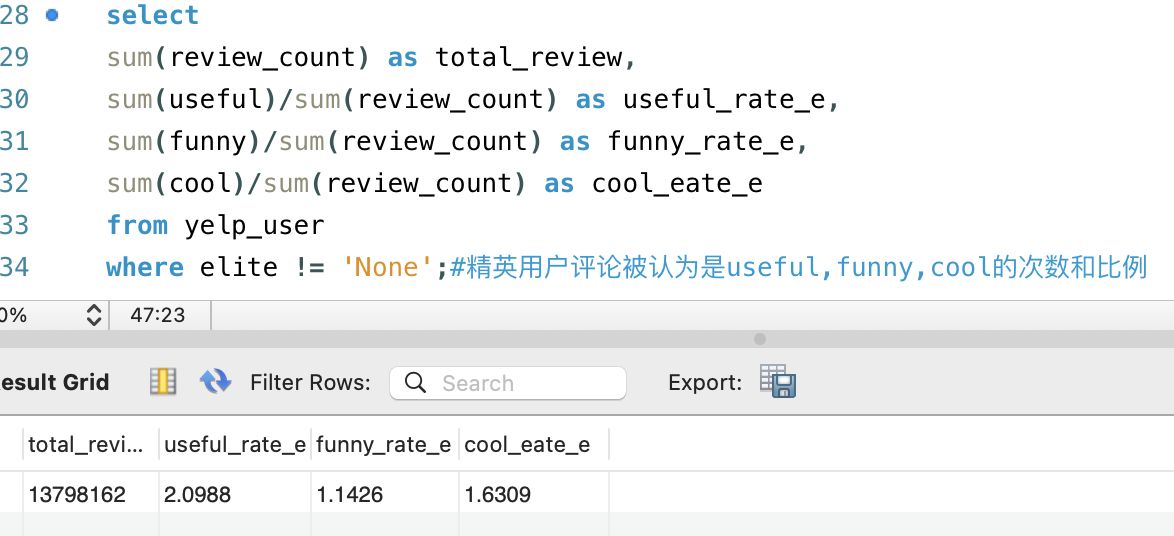 28 select
29 sum(review_count) as total_review,
30 sum(useful)/sum(review_count) as useful_rate_e,
31 sum(funny)/sum(review_count) as funny_rate_e,
32 sum(cool)/sum(review_count) as cool_eate_e
33 from yelp_user
34 where elite != 'None';#精英用户评论被认为是useful,funny,cool的次数和比例
0% 47:23
esult Grid Filter Rows: Search Export:
total_revi... useful_rate_e funny_rate_e cool_eate_e
13798162 2.0988 1.1426 1.6309